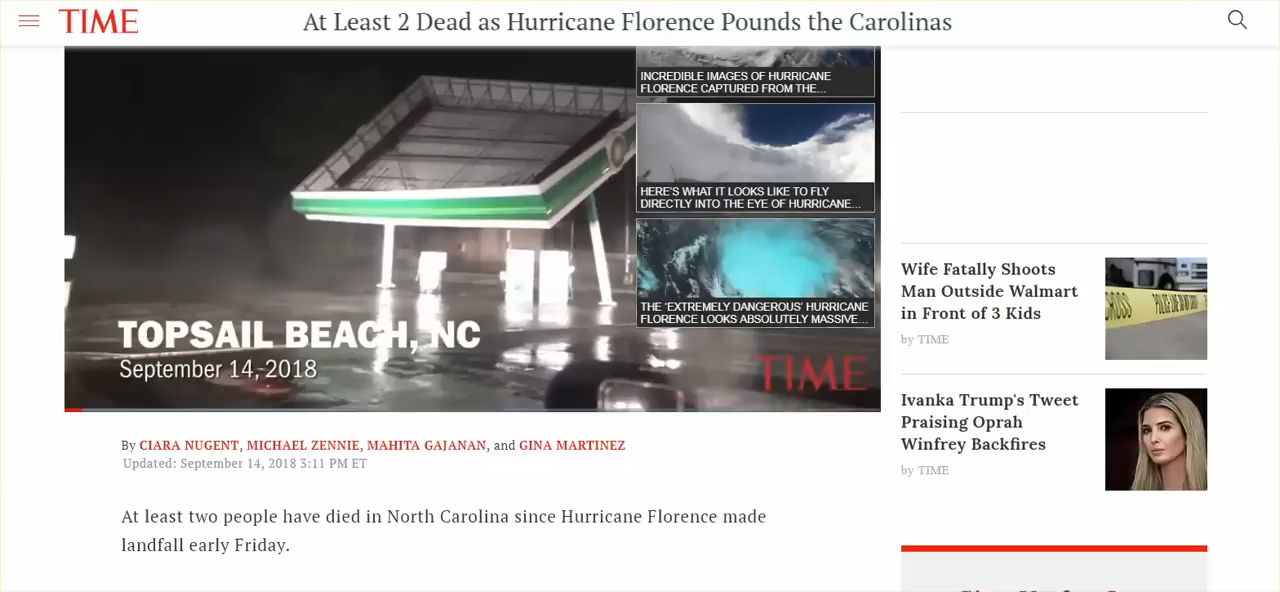 TIME
At Least 2 Dead as Hurricane Florence Pounds the Carolinas
INCREDIBLE IMAGES OF HURRICANE
FLORENCE CAPTURED FROM THE...
HERE'S WHAT IT LOOKS LIKE TO FLY
DIRECTLY INTO THE EYE OF HURRICANE...
THE 'EXTREMELY DANGEROUS' HURRICANE
FLORENCE LOOKS ABSOLUTELY MASSIVE...
TOPSAIL BEACH, NC
September 14, 2018
TIME
By CIARA NUGENT, MICHAEL ZENNIE, MAHITA GAJANAN, and GINA MARTINEZ
Updated: September 14, 2018 3:11 PM ET
At least two people have died in North Carolina since Hurricane Florence made
landfall early Friday.
Wife Fatally Shoots
Man Outside Walmart
in Front of 3 Kids
by TIME
CROSS
Ivanka Trump's Tweet
Praising Oprah
Winfrey Backfires
by TIME